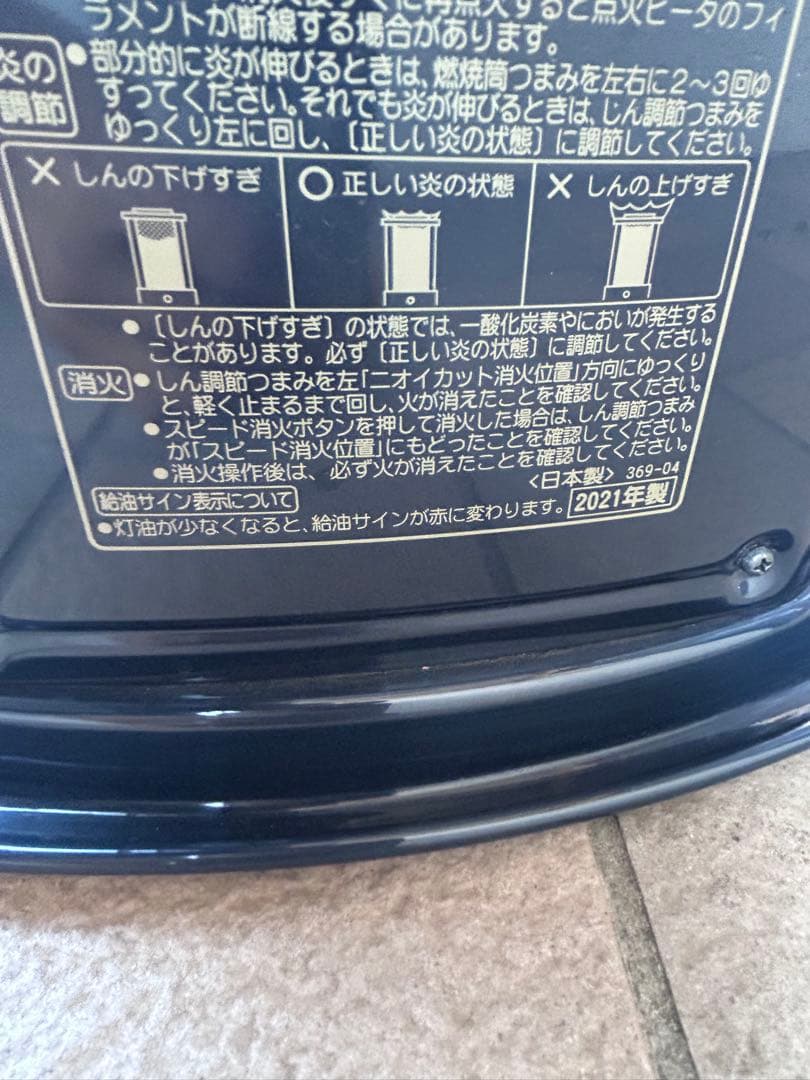 に再点火すると点火ヒータのフィ
ラメントが断線する場合があります。
炎の
調節
●部分的に炎が伸びるときは、燃焼筒つまみを左右に2～3回ゆ
すってください。それでも炎が伸びるときは、しん調節つまみを
ゆっくり左に回し、〔正しい炎の状態〕に調節してください。
× しんの下げすぎ
○ 正しい炎の状態
× しんの上げすぎ
●〔しんの下げすぎ〕の状態では、一酸化炭素やにおいが発生する
ことがあります。必ず〔正しい炎の状態〕に調節してください。
消火
●しん調節つまみを左「ニオイカット消火位置」方向にゆっくり
と、軽く止まるまで回し、火が消えたことを確認してください。
●スピード消火ボタンを押して消火した場合は、しん調節つまみ
が「スピード消火位置」にもどったことを確認してください。
●消火操作後は、必ず火が消えたことを確認してください。
〈日本製〉 369-04
給油サイン表示について
●灯油が少なくなると、給油サインが赤に変わります。
2021年製